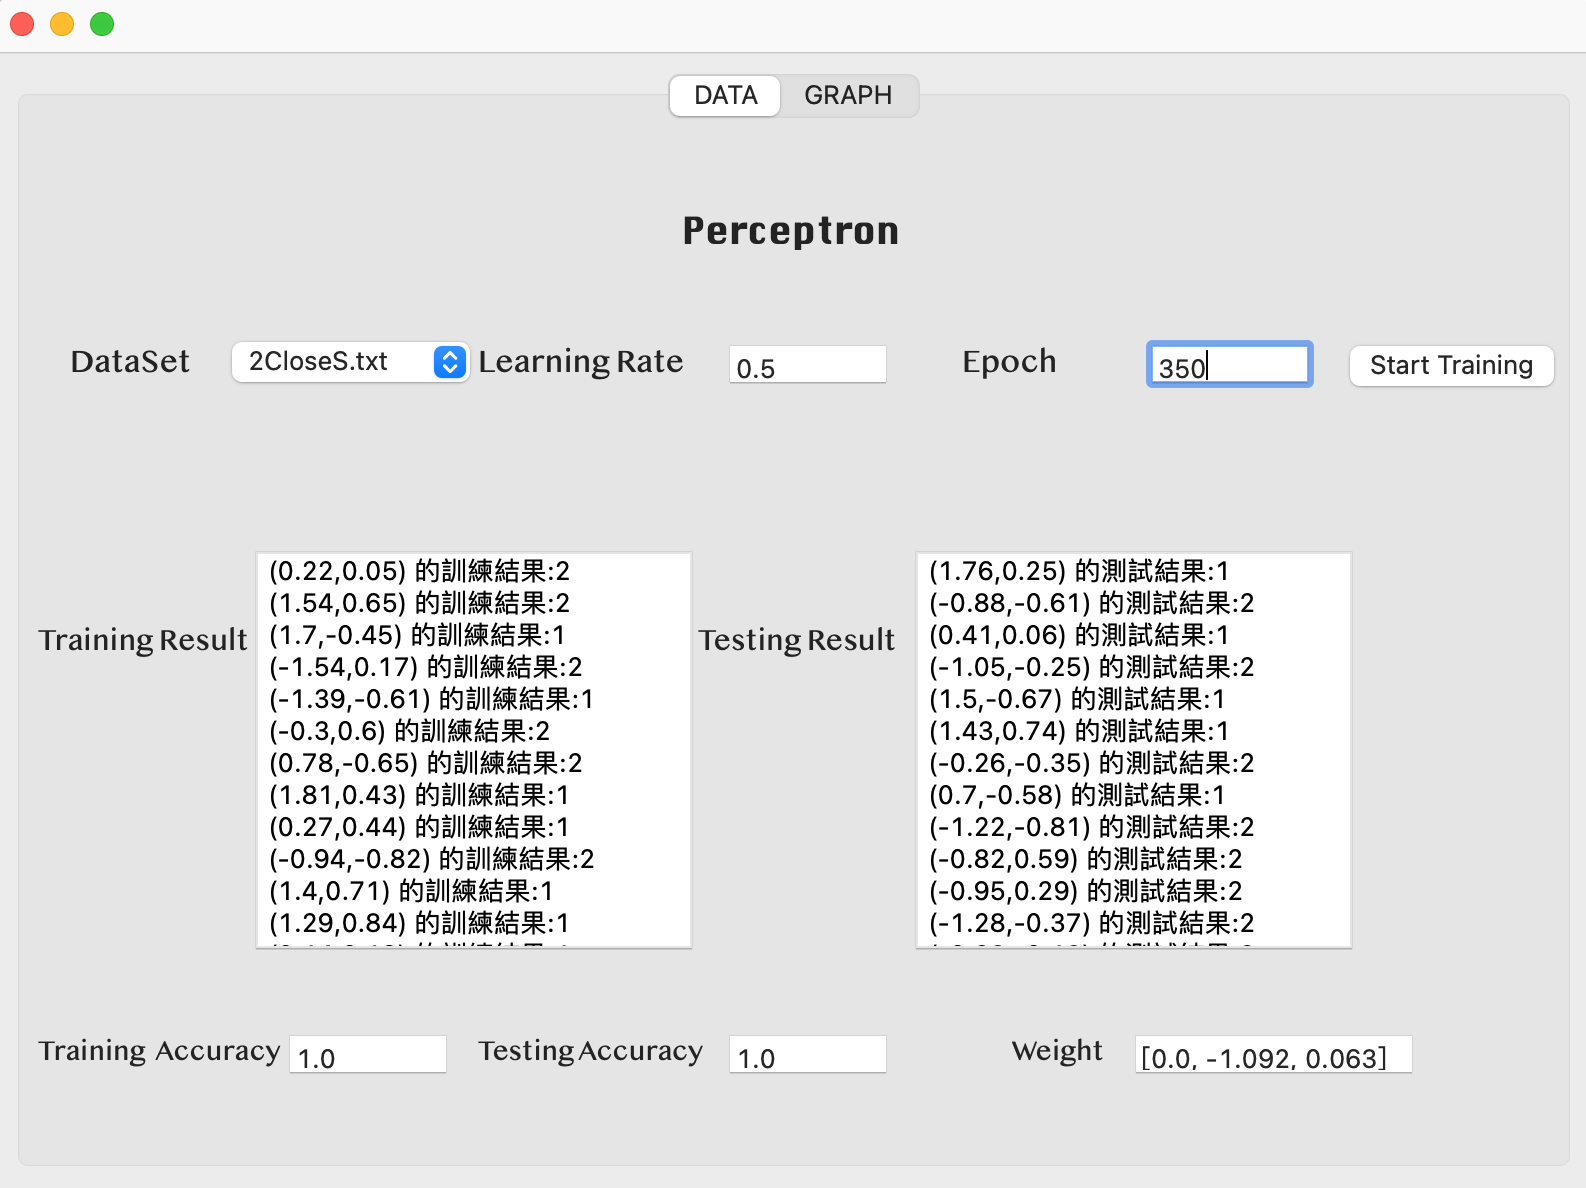 DATA GRAPH
Perceptron
DataSet 2CloseS.txt Learning Rate 0.5 Epoch 350 Start Training
Training Result
(0.22,0.05) 的訓練結果:2
(1.54,0.65) 的訓練結果:2
(1.7,-0.45) 的訓練結果:1
(-1.54,0.17) 的訓練結果:2
(-1.39,-0.61) 的訓練結果:1
(-0.3,0.6) 的訓練結果:2
(0.78,-0.65) 的訓練結果:2
(1.81,0.43) 的訓練結果:1
(0.27,0.44) 的訓練結果:1
(-0.94,-0.82) 的訓練結果:2
(1.4,0.71) 的訓練結果:1
(1.29,0.84) 的訓練結果:1
Testing Result
(1.76,0.25) 的測試結果:1
(-0.88,-0.61) 的測試結果:2
(0.41,0.06) 的測試結果:1
(-1.05,-0.25) 的測試結果:2
(1.5,-0.67) 的測試結果:1
(1.43,0.74) 的測試結果:1
(-0.26,-0.35) 的測試結果:2
(0.7,-0.58) 的測試結果:1
(-1.22,-0.81) 的測試結果:2
(-0.82,0.59) 的測試結果:2
(-0.95,0.29) 的測試結果:2
(-1.28,-0.37) 的測試結果:2
Training Accuracy 1.0 Testing Accuracy 1.0 Weight [0.0, -1.092, 0.063]